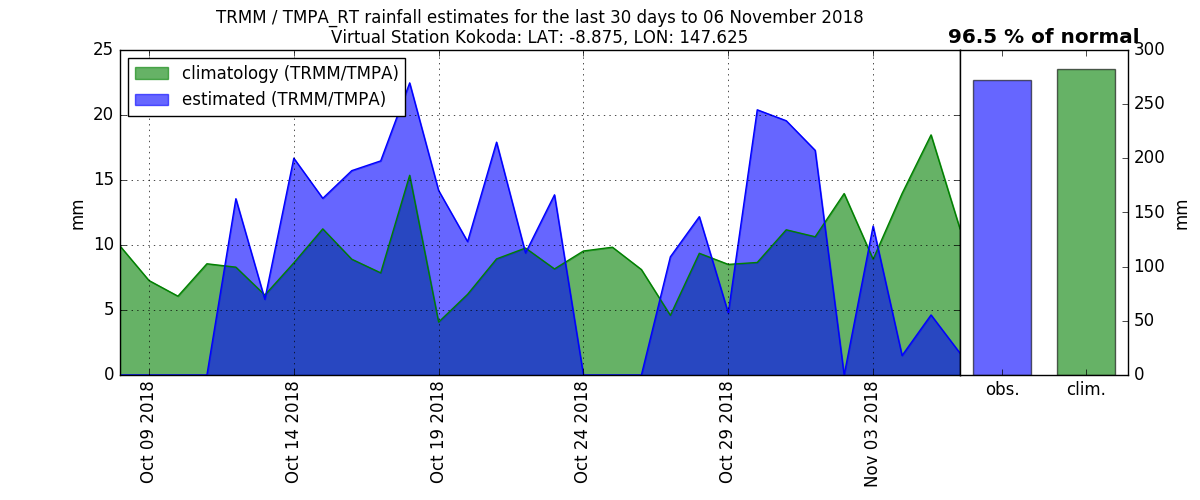 TRMM / TMPA_RT rainfall estimates for the last 30 days to 06 November 2018
Virtual Station Kokoda: LAT: -8.875, LON: 147.625
96.5 % of normal
climatology (TRMM/TMPA)
estimated (TRMM/TMPA)
25
20
15
10
5
0
mm
Oct 09 2018
Oct 14 2018
Oct 19 2018
Oct 24 2018
Oct 29 2018
Nov 03 2018
obs.
clim.
300
250
200
150
100
50
0
mm